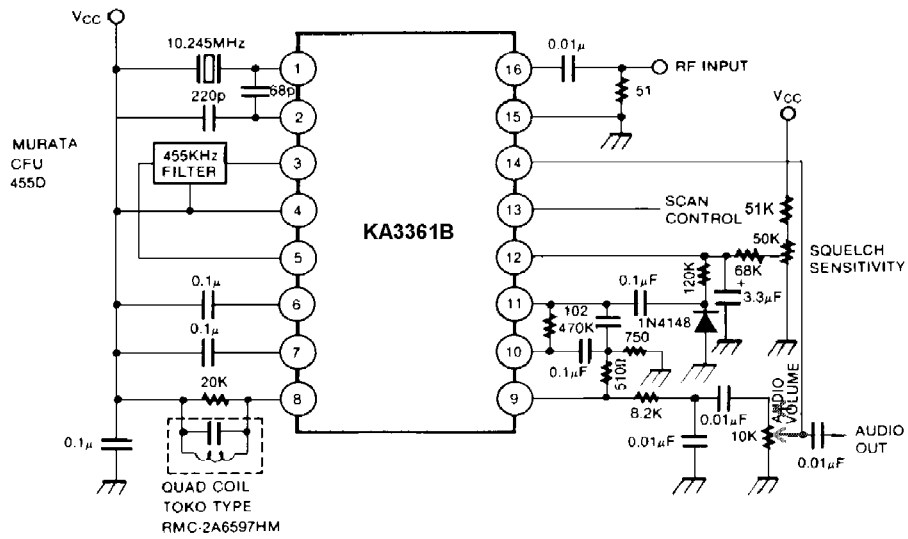 VCC
10.245MHz
220p
68p
MURATA
CFU
455D
455KHz
FILTER
0.1µ
0.1µ
20K
0.1µ
QUAD COIL
TOKO TYPE
RMC-2A6597HM
1
2
3
4
5
6
7
8
KA3361B
16
15
14
13
12
11
10
9
0.01µ
RF INPUT
51
VCC
SCAN
CONTROL
51K
50K
SQUELCH
SENSITIVITY
120K
68K
+
3.3µF
0.1µF
102
1N4148
470K
750
0.1µF
510Ω
8.2K
0.01µF
0.01µF
AUDIO
VOLUME
10K
0.01µF
AUDIO
OUT